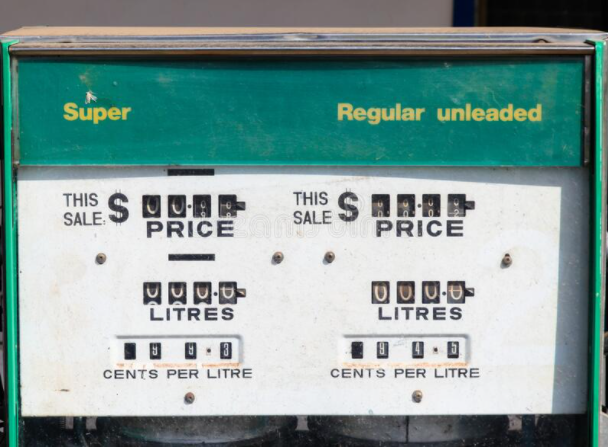 Super Regular unleaded
THIS SALE $ THIS SALE $
PRICE PRICE
LITRES LITRES
CENTS PER LITRE CENTS PER LITRE